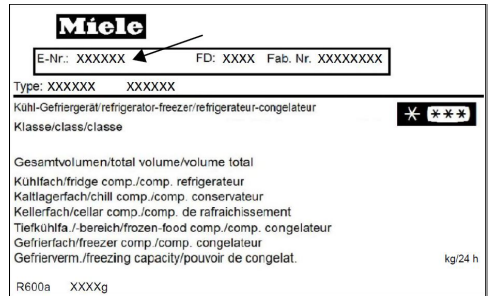 Miele
E-Nr.: XXXXXX FD: XXXX Fab. Nr. XXXXXXXX
Type: XXXXXX XXXXXX
Kühl-Gefriergerät/refrigerator-freezer/refrigerateur-congelateur
Klasse/class/classe
Gesamtvolumen/total volume/volume total
Kühlfach/fridge comp./comp. refrigerateur
Kaltlagerfach/chill comp./comp. conservateur
Kellerfach/cellar comp./comp. de rafraichissement
Tiefkühlfa./-bereich/frozen-food comp./comp. congelateur
Gefrierfach/freezer comp./comp. congelateur
Gefrierverm./freezing capacity/pouvoir de congelat. kg/24 h
R600a XXXXg